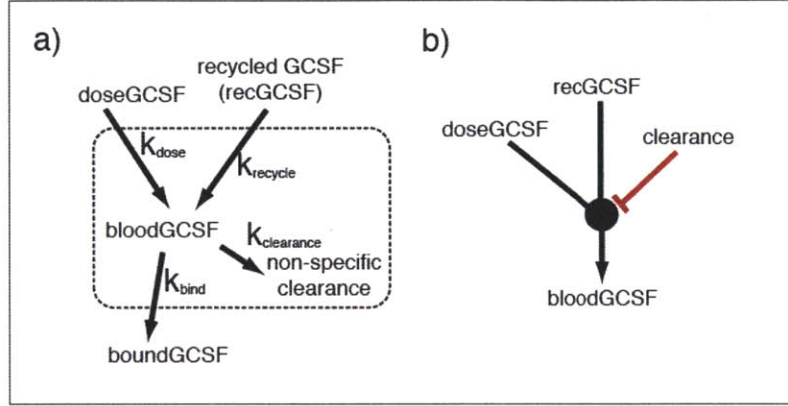 a)
recycled GCSF
(recGCSF)
doseGCSF
kdose
krecycle
bloodGCSF
kclearance
non-specific
clearance
kbind
boundGCSF
b)
recGCSF
doseGCSF
clearance
bloodGCSF